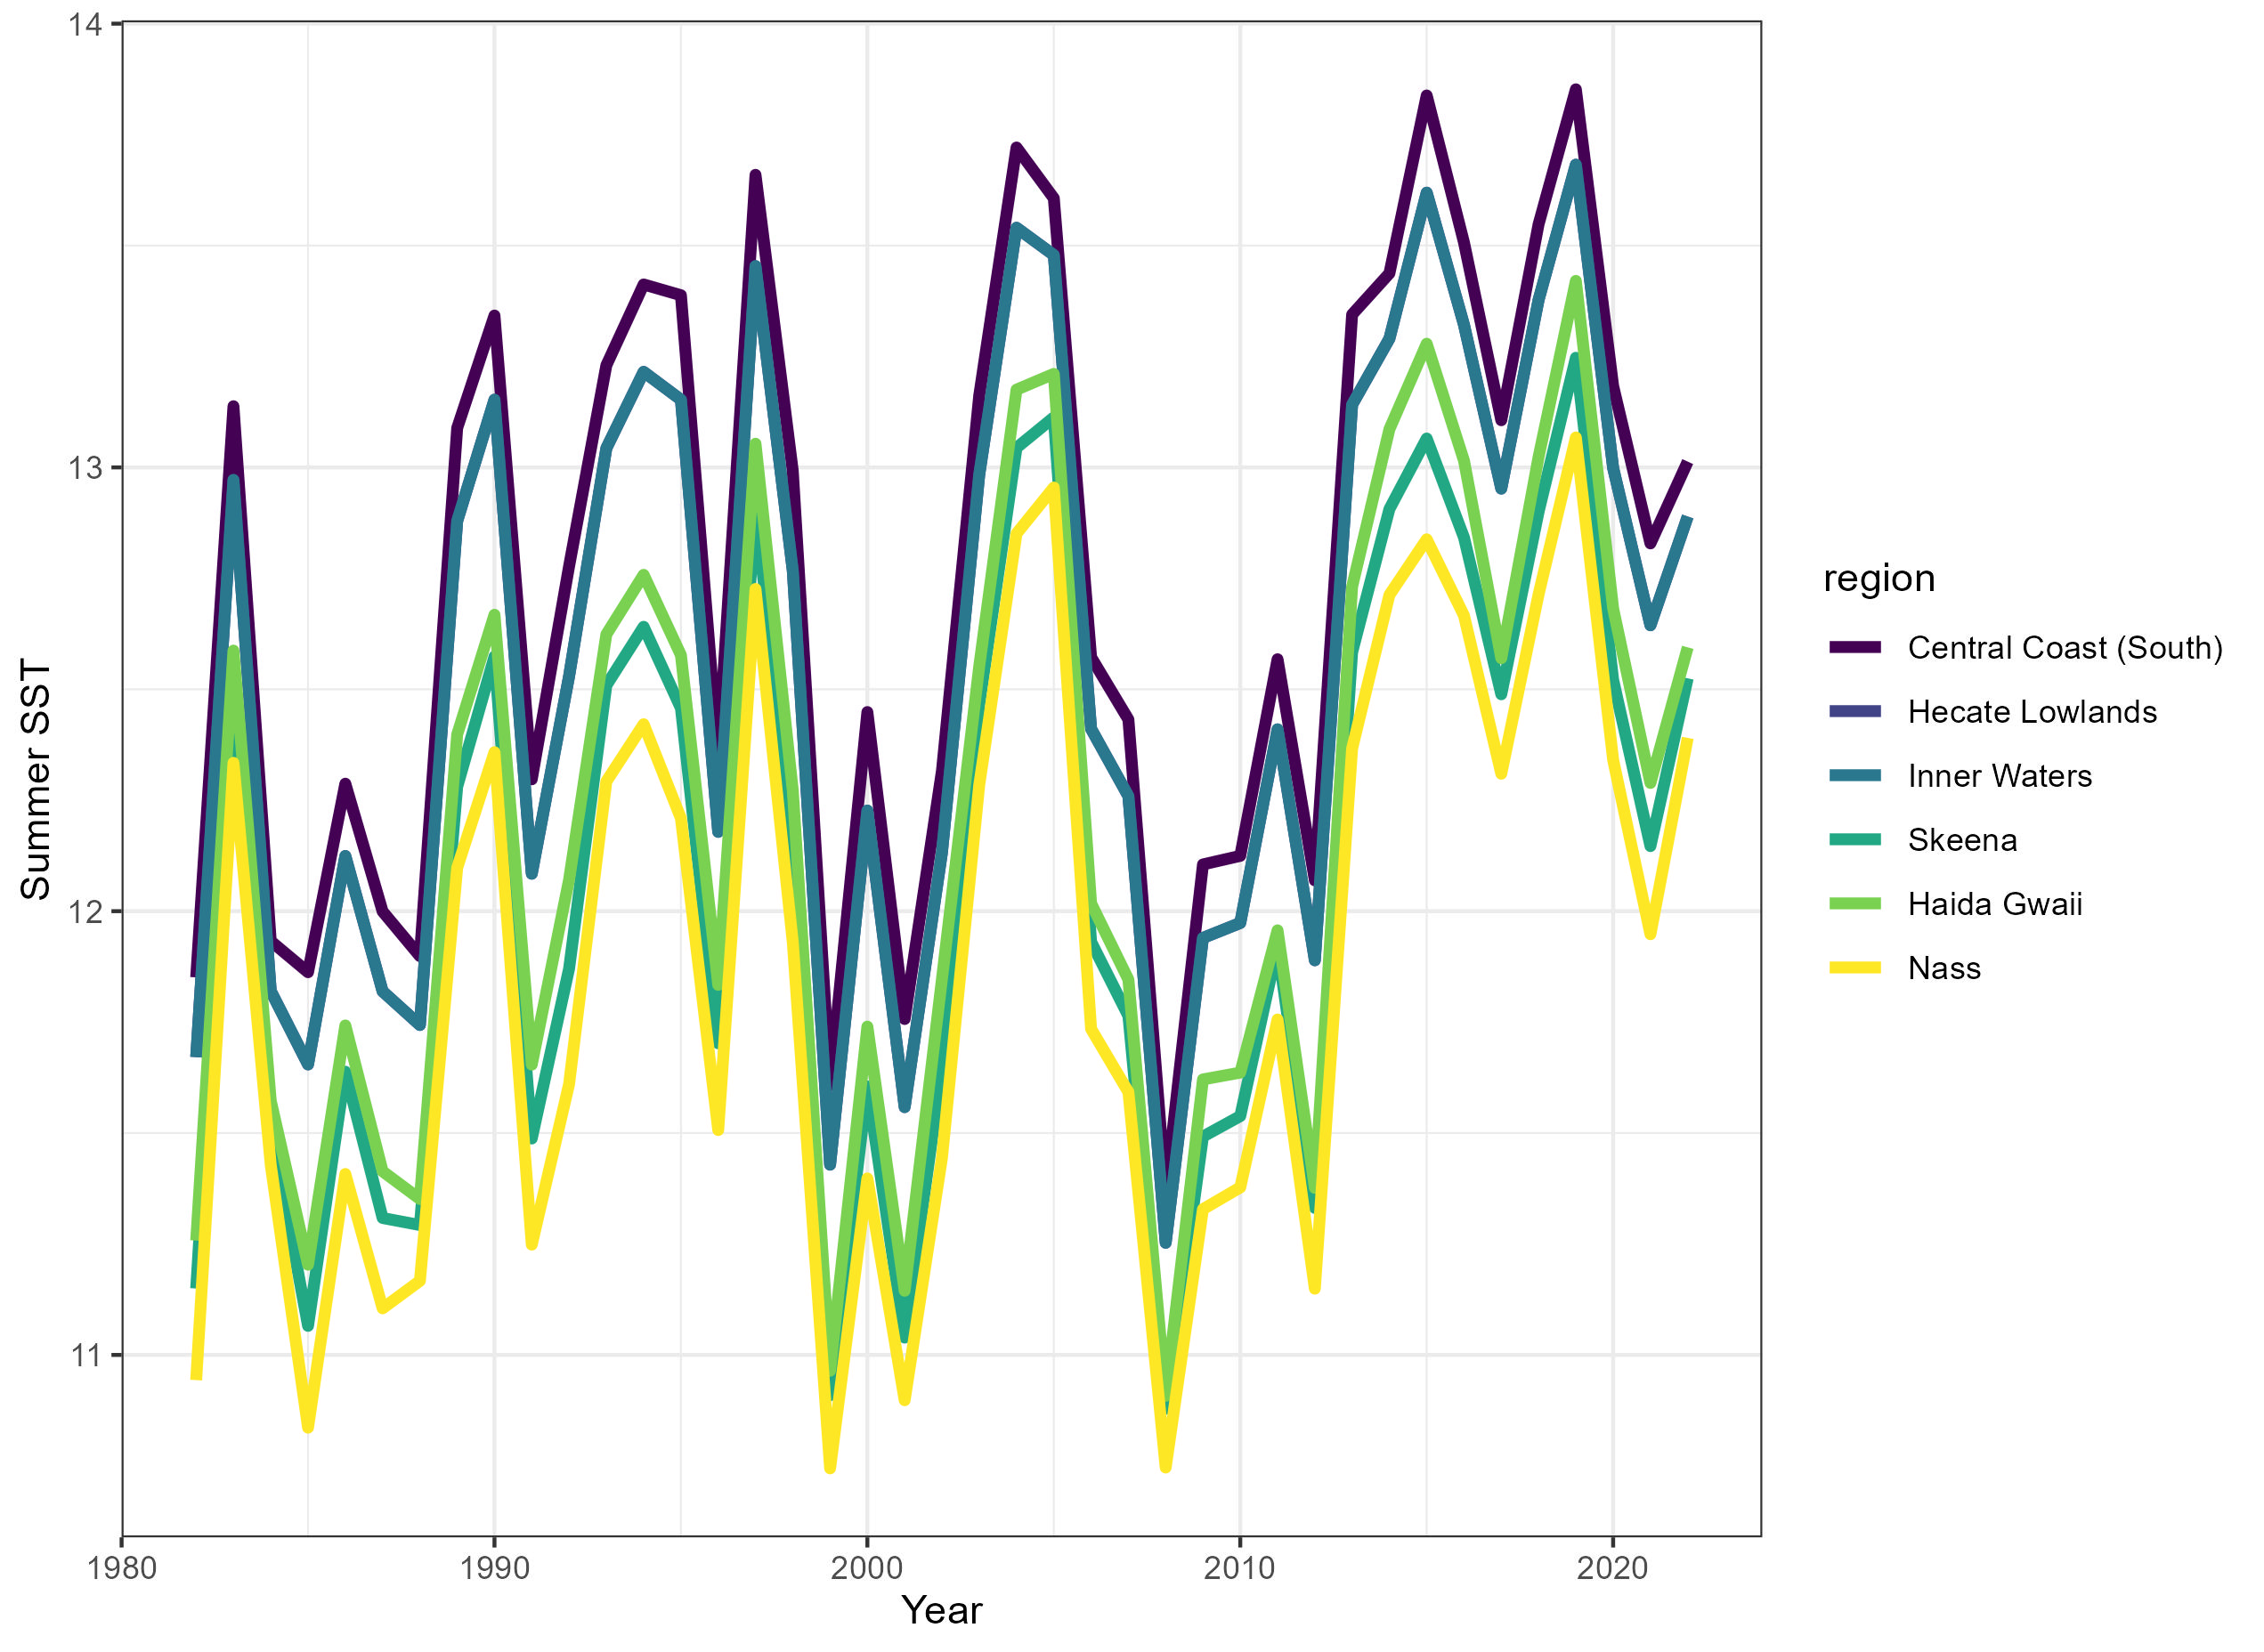 14
13
12
11
Summer SST
1980
1990
2000
2010
2020
Year
region
Central Coast (South)
Hecate Lowlands
Inner Waters
Skeena
Haida Gwaii
Nass